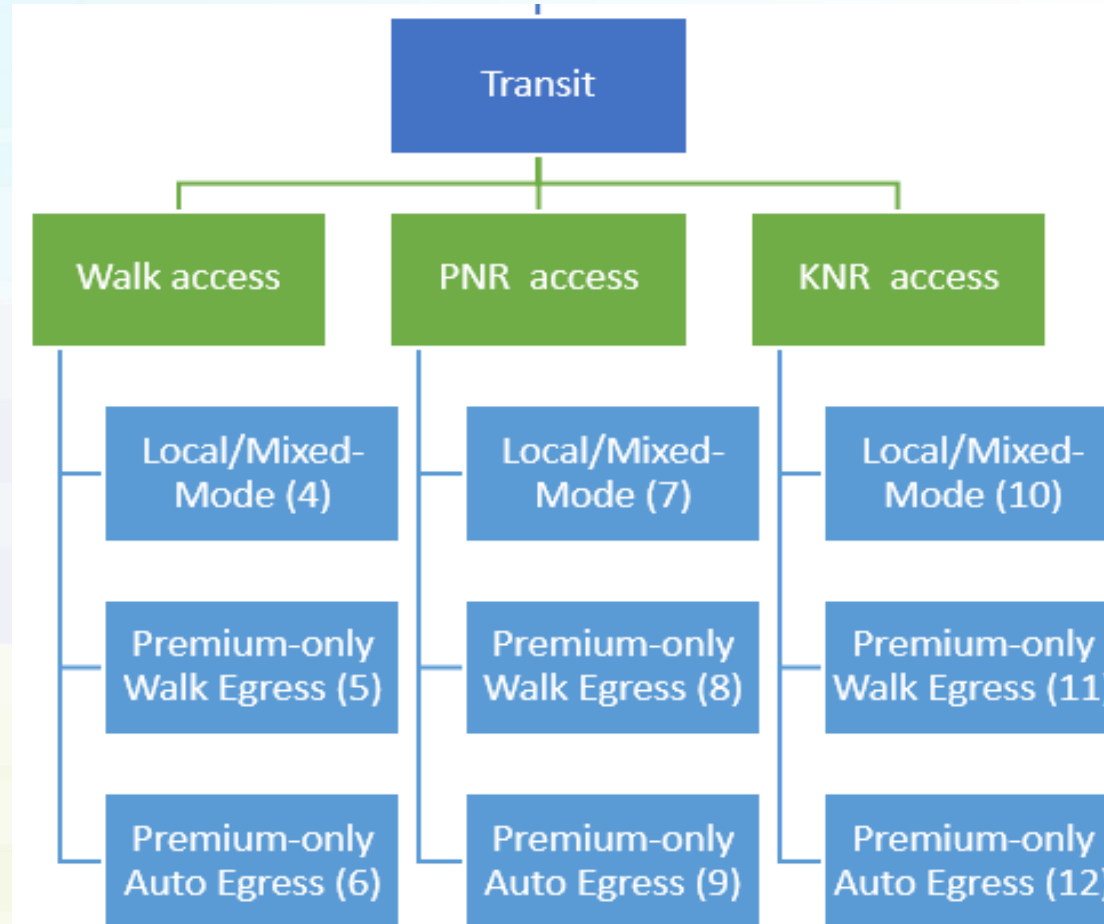 Transit
Walk access
PNR access
KNR access
Local/Mixed-
Mode (4)
Local/Mixed-
Mode (7)
Local/Mixed-
Mode (10)
Premium-only
Walk Egress (5)
Premium-only
Walk Egress (8)
Premium-only
Walk Egress (11)
Premium-only
Auto Egress (6)
Premium-only
Auto Egress (9)
Premium-only
Auto Egress (12)